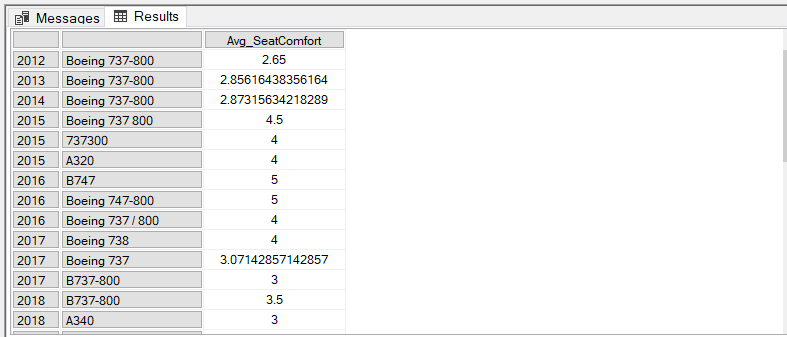 Messages Results
Avg_SeatComfort
2012 Boeing 737-800 2.65
2013 Boeing 737-800 2.85616438356164
2014 Boeing 737-800 2.87315634218289
2015 Boeing 737 800 4.5
2015 737300 4
2015 A320 4
2016 B747 5
2016 Boeing 747-800 5
2016 Boeing 737 / 800 4
2017 Boeing 738 4
2017 Boeing 737 3.07142857142857
2017 B737-800 3
2018 B737-800 3.5
2018 A340 3